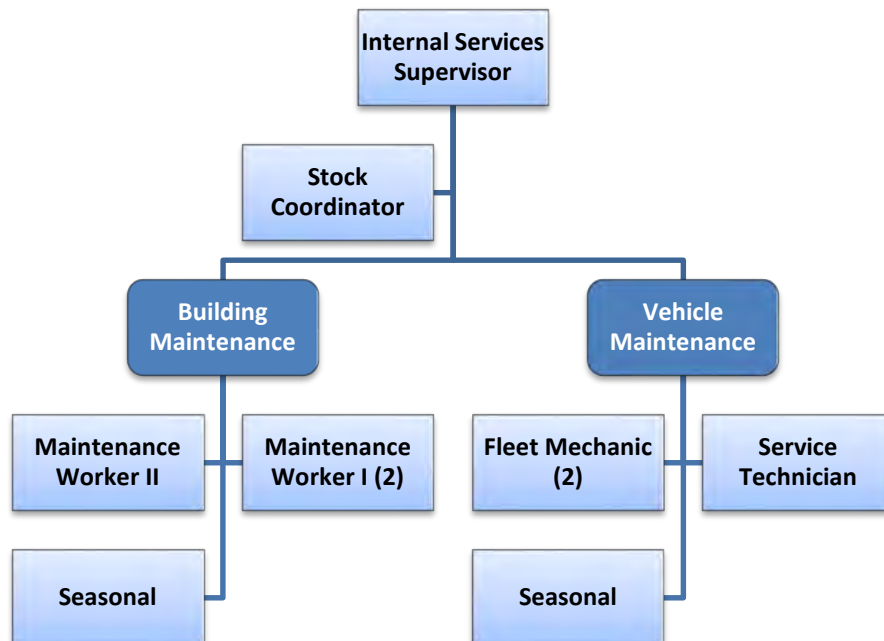 Internal Services
Supervisor
Stock
Coordinator
Building
Maintenance
Vehicle
Maintenance
Maintenance
Worker II
Maintenance
Worker I (2)
Fleet Mechanic
(2)
Service
Technician
Seasonal
Seasonal